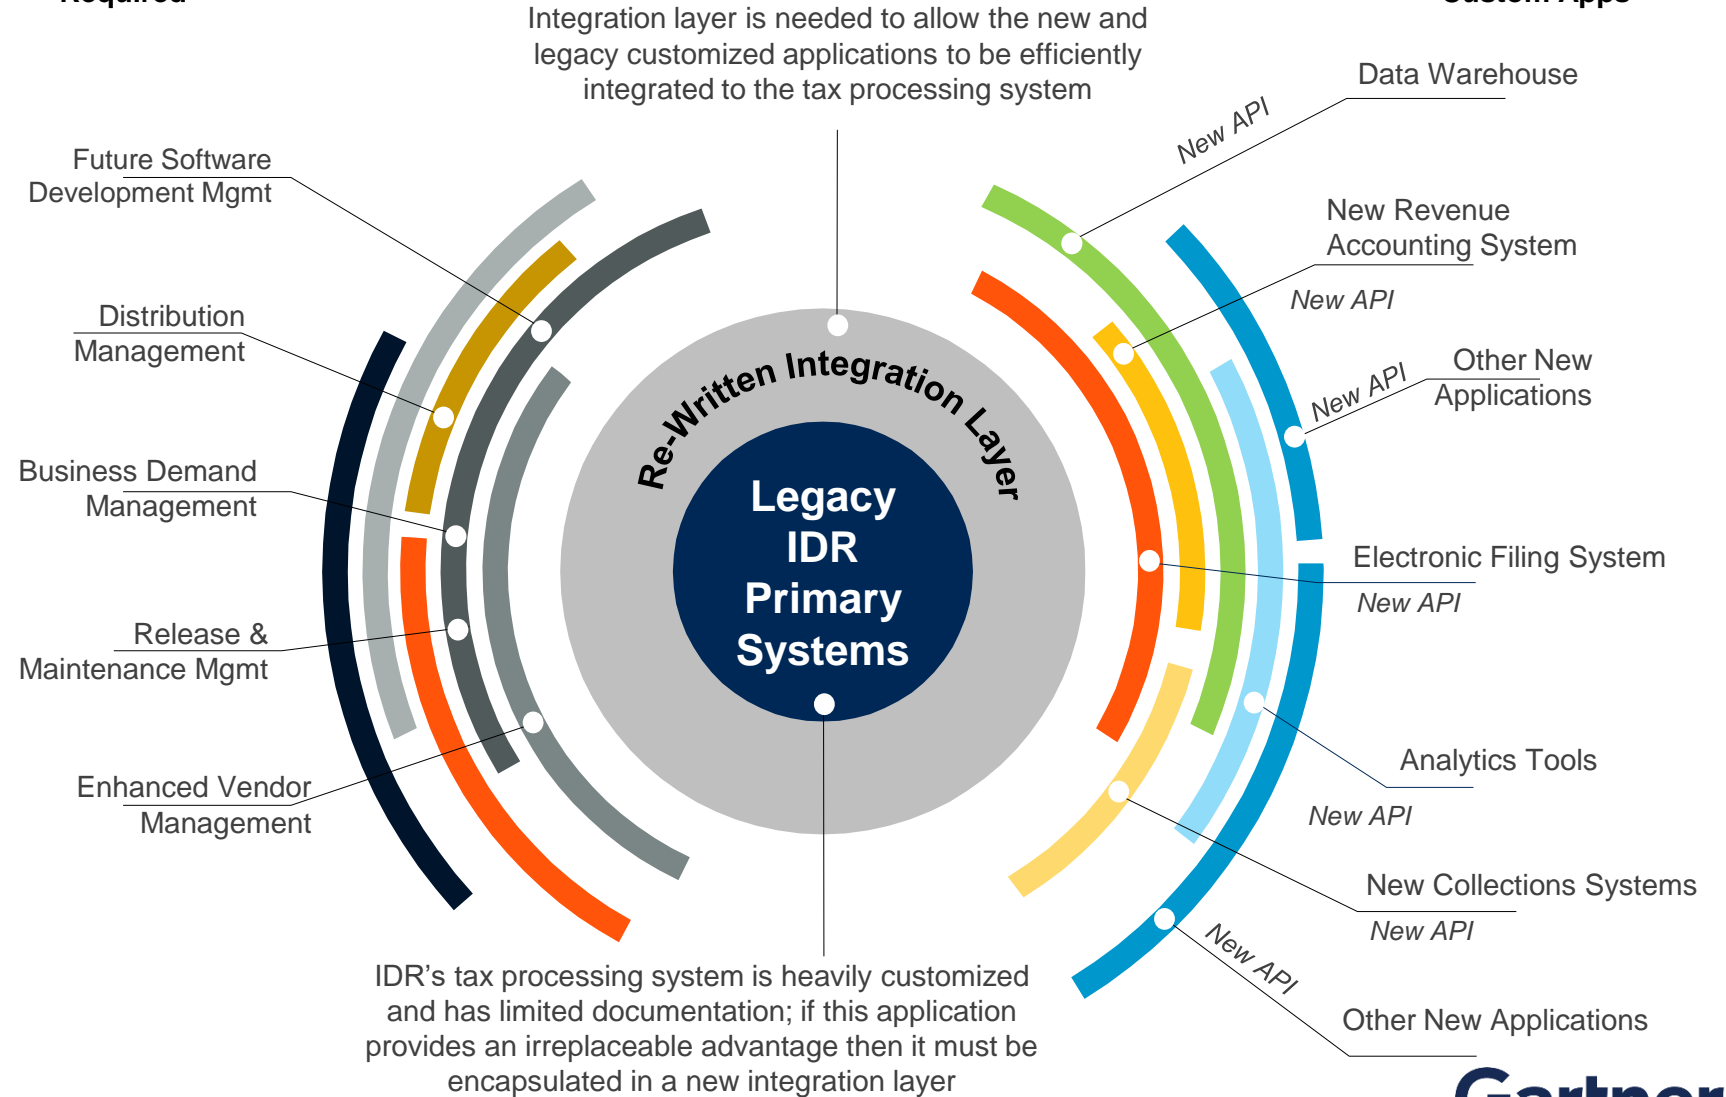 Required
Custom Apps
Integration layer is needed to allow the new and
legacy customized applications to be efficiently
integrated to the tax processing system
Data Warehouse
New API
Future Software
Development Mgmt
New Revenue
Accounting System
New API
Distribution
Management
Other New
Applications
New API
Re-Written Integration Layer
Business Demand
Management
Legacy
IDR
Primary
Systems
Electronic Filing System
New API
Release &
Maintenance Mgmt
Analytics Tools
New API
Enhanced Vendor
Management
New Collections Systems
New API
New API
Other New Applications
IDR's tax processing system is heavily customized
and has limited documentation; if this application
provides an irreplaceable advantage then it must be
encapsulated in a new integration layer
Gartner